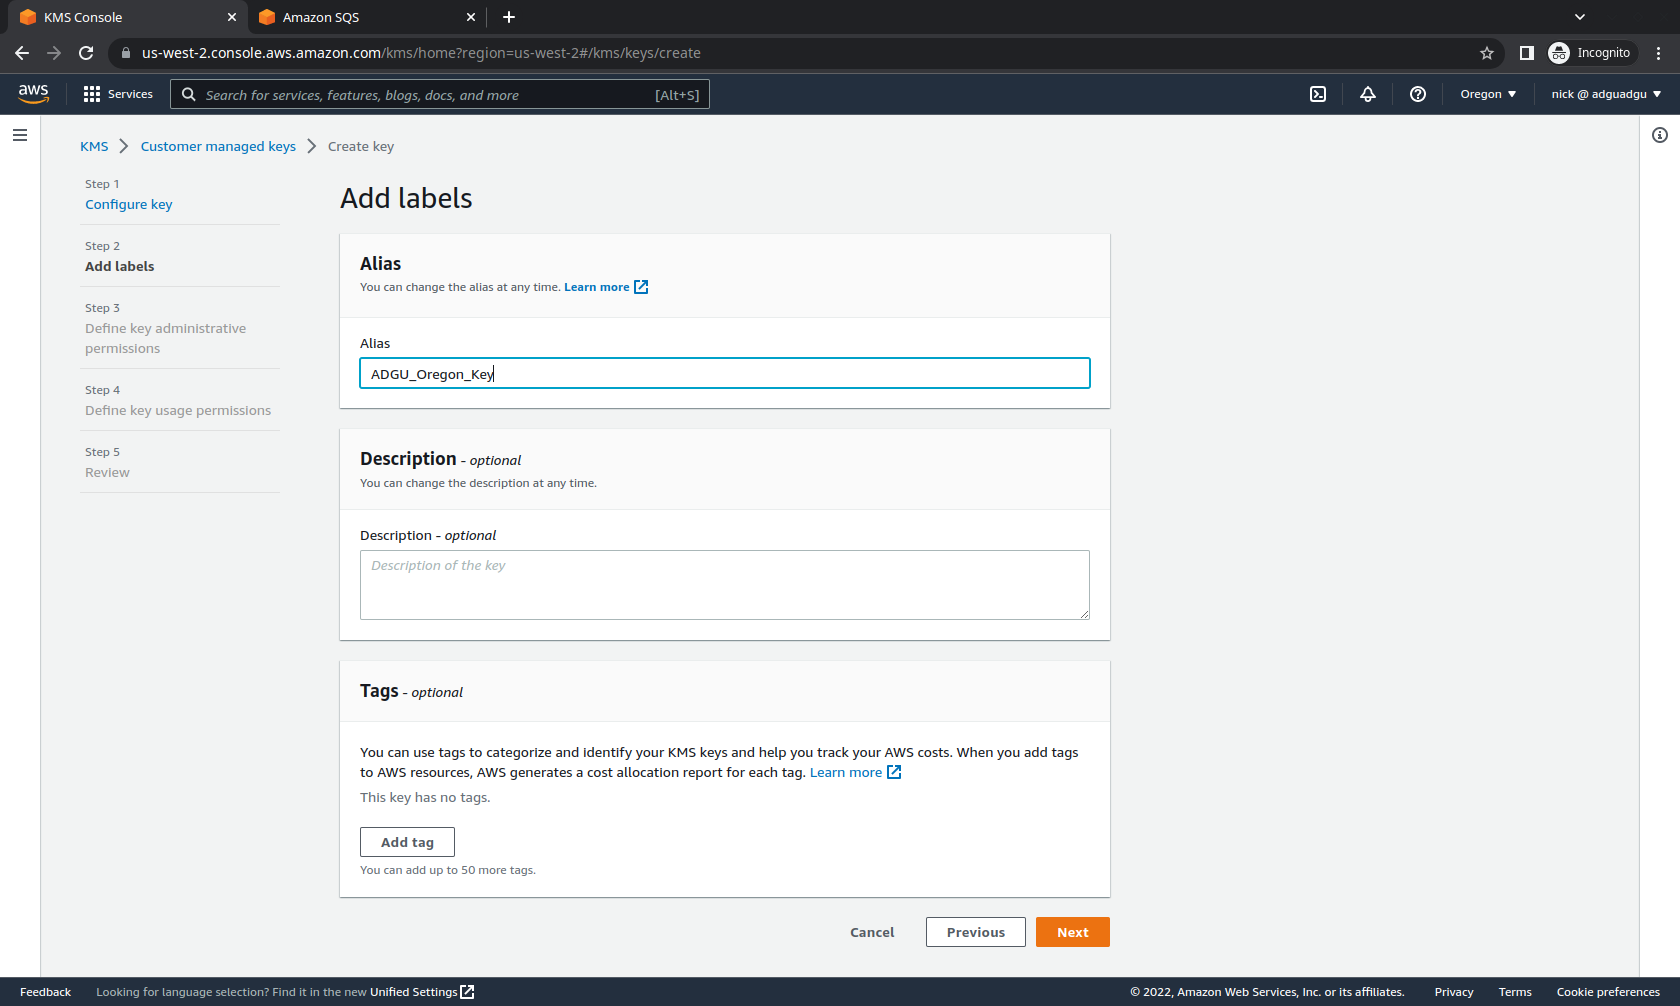 KMS Console
Amazon SQS
us-west-2.console.aws.amazon.com/kms/home?region=us-west-2#/kms/keys/create
Incognito
aws
Services
Search for services, features, blogs, docs, and more
[Alt+S]
Oregon
nick @ adguadgu
KMS
Customer managed keys
Create key
Step 1
Configure key
Step 2
Add labels
Step 3
Define key administrative
permissions
Step 4
Define key usage permissions
Step 5
Review
Add labels
Alias
You can change the alias at any time. Learn more
Alias
ADGU_Oregon_Key
Description - optional
You can change the description at any time.
Description - optional
Description of the key
Tags - optional
You can use tags to categorize and identify your KMS keys and help you track your AWS costs. When you add tags
to AWS resources, AWS generates a cost allocation report for each tag. Learn more
This key has no tags.
Add tag
You can add up to 50 more tags.
Cancel
Previous
Next
Feedback
Looking for language selection? Find it in the new Unified Settings
© 2022, Amazon Web Services, Inc. or its affiliates.
Privacy
Terms
Cookie preferences